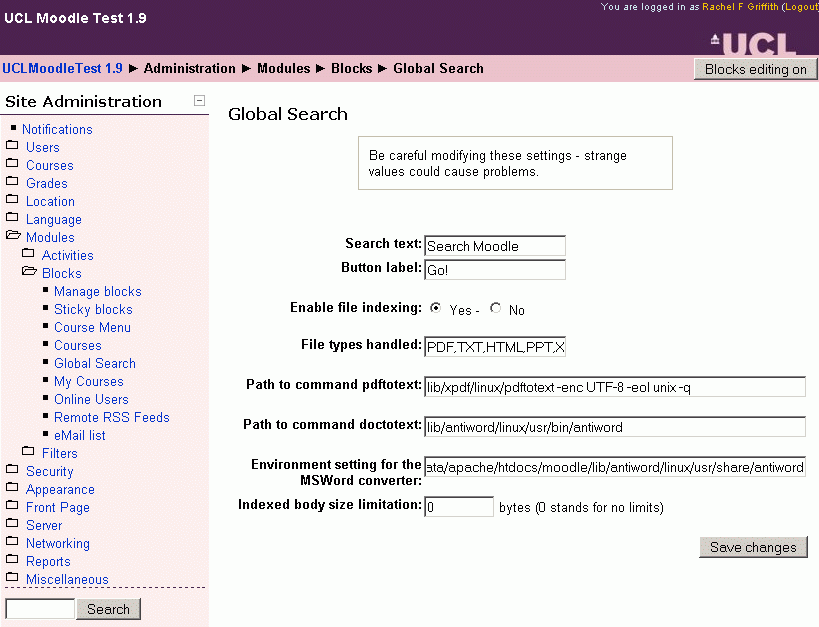 You are logged in as Rachel F Griffith (Logout)
UCL Moodle Test 1.9
UCL
UCLMoodleTest 1.9 ► Administration ► Modules ► Blocks ► Global Search
Blocks editing on
Site Administration
Notifications
Users
Courses
Grades
Location
Language
Modules
Activities
Blocks
Manage blocks
Sticky blocks
Course Menu
Courses
Global Search
My Courses
Online Users
Remote RSS Feeds
eMail list
Filters
Security
Appearance
Front Page
Server
Networking
Reports
Miscellaneous
Search
Global Search
Be careful modifying these settings - strange
values could cause problems.
Search text: Search Moodle
Button label: Go!
Enable file indexing: Yes - No
File types handled: PDF,TXT,HTML,PPT,X
Path to command pdftotext: lib/xpdf/linux/pdftotext -enc UTF-8 -eol unix -q
Path to command doctotext: lib/antiword/linux/usr/bin/antiword
Environment setting for the
MSWord converter: ata/apache/htdocs/moodle/lib/antiword/linux/usr/share/antiword
Indexed body size limitation: 0 bytes (0 stands for no limits)
Save changes